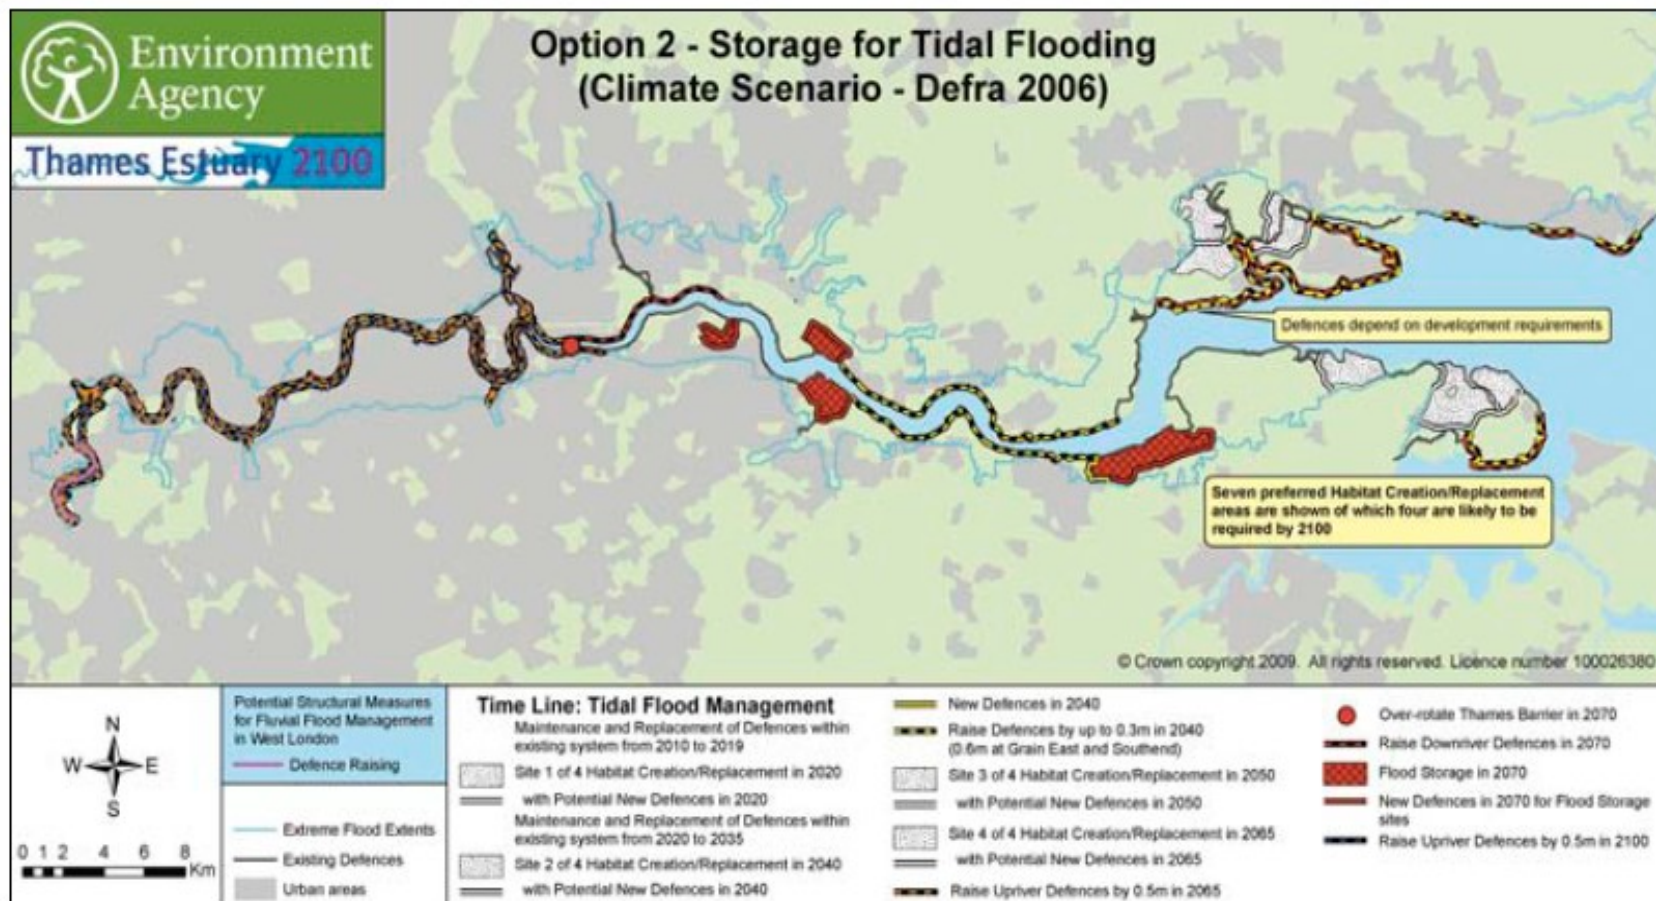 Environment
Agency
Thames Estuary 2100
Option 2 - Storage for Tidal Flooding
(Climate Scenario - Defra 2006)
Defences depend on development requirements
Seven preferred Habitat Creation/Replacement
areas are shown of which four are likely to be
required by 2100
© Crown copyright 2009. All rights reserved. Licence number 100026380
N
W E
S
0 1 2 4 6 8
Km
Potential Structural Measures
for Fluvial Flood Management
in West London
Defence Raising
Extreme Flood Extents
Existing Defences
Urban areas
Time Line: Tidal Flood Management
Maintenance and Replacement of Defences within
existing system from 2010 to 2019
Site 1 of 4 Habitat Creation/Replacement in 2020
with Potential New Defences in 2020
Maintenance and Replacement of Defences within
existing system from 2020 to 2035
Site 2 of 4 Habitat Creation/Replacement in 2040
with Potential New Defences in 2040
New Defences in 2040
Raise Defences by up to 0.3m in 2040
(0.6m at Grain East and Southend)
Site 3 of 4 Habitat Creation/Replacement in 2050
with Potential New Defences in 2050
Site 4 of 4 Habitat Creation/Replacement in 2065
with Potential New Defences in 2065
Raise Upriver Defences by 0.5m in 2065
Over-rotate Thames Barrier in 2070
Raise Downriver Defences in 2070
Flood Storage in 2070
New Defences in 2070 for Flood Storage
sites
Raise Upriver Defences by 0.5m in 2100